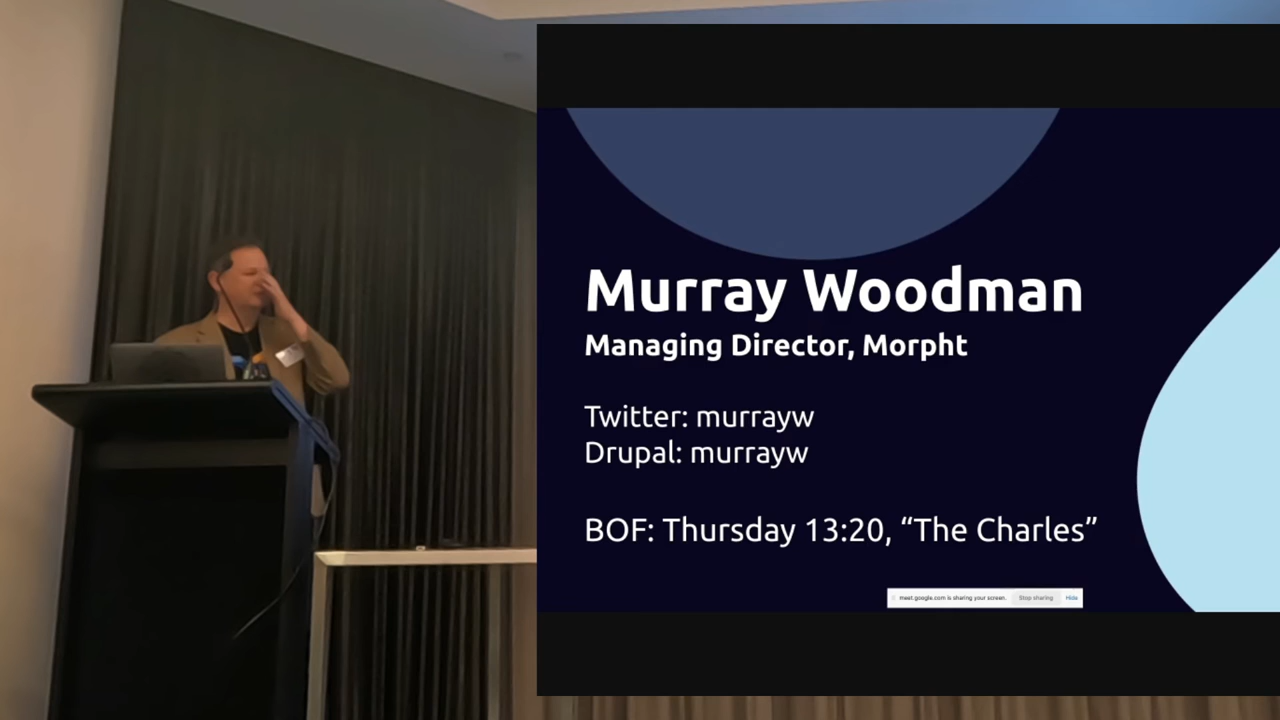 Murray Woodman
Managing Director, Morpht
Twitter: murrayw
Drupal: murrayw
BOF: Thursday 13:20, “The Charles”
meet.google.com is sharing your screen. Stop sharing Hide